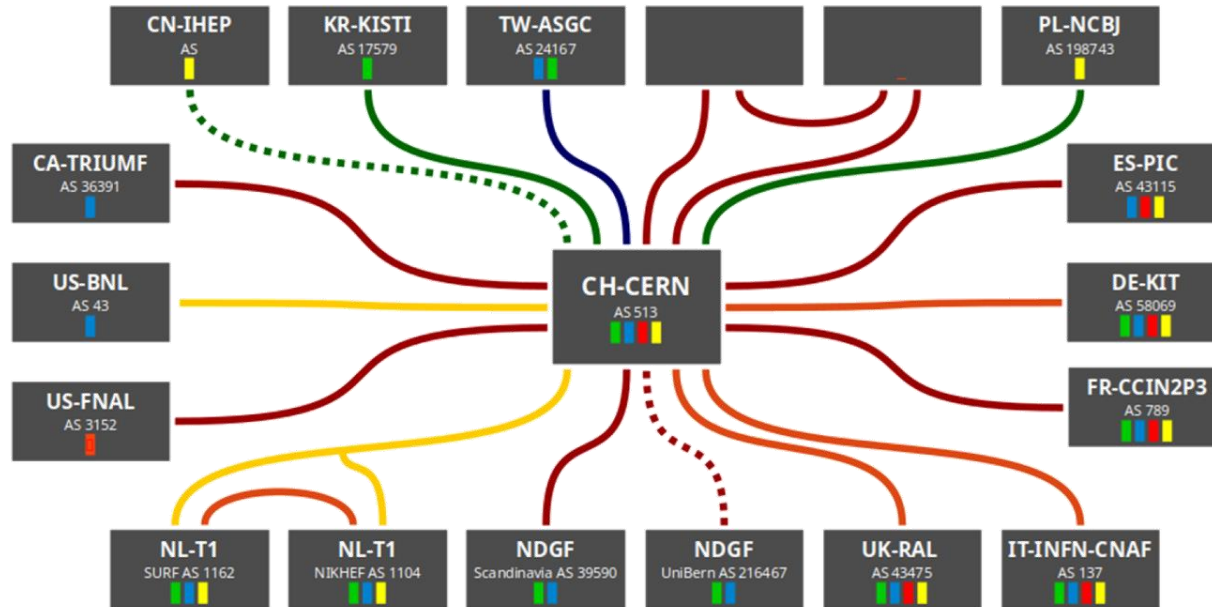 CN-IHEP
AS
KR-KISTI
AS 17579
TW-ASGC
AS 24167
PL-NCBJ
AS 198743
CA-TRIUMF
AS 36391
ES-PIC
AS 43115
US-BNL
AS 43
CH-CERN
AS 513
DE-KIT
AS 58069
US-FNAL
AS 3152
FR-CCIN2P3
AS 789
NL-T1
SURF AS 1162
NL-T1
NIKHEF AS 1104
NDGF
Scandinavia AS 39590
NDGF
UniBern AS 216467
UK-RAL
AS 43475
IT-INFN-CNAF
AS 137